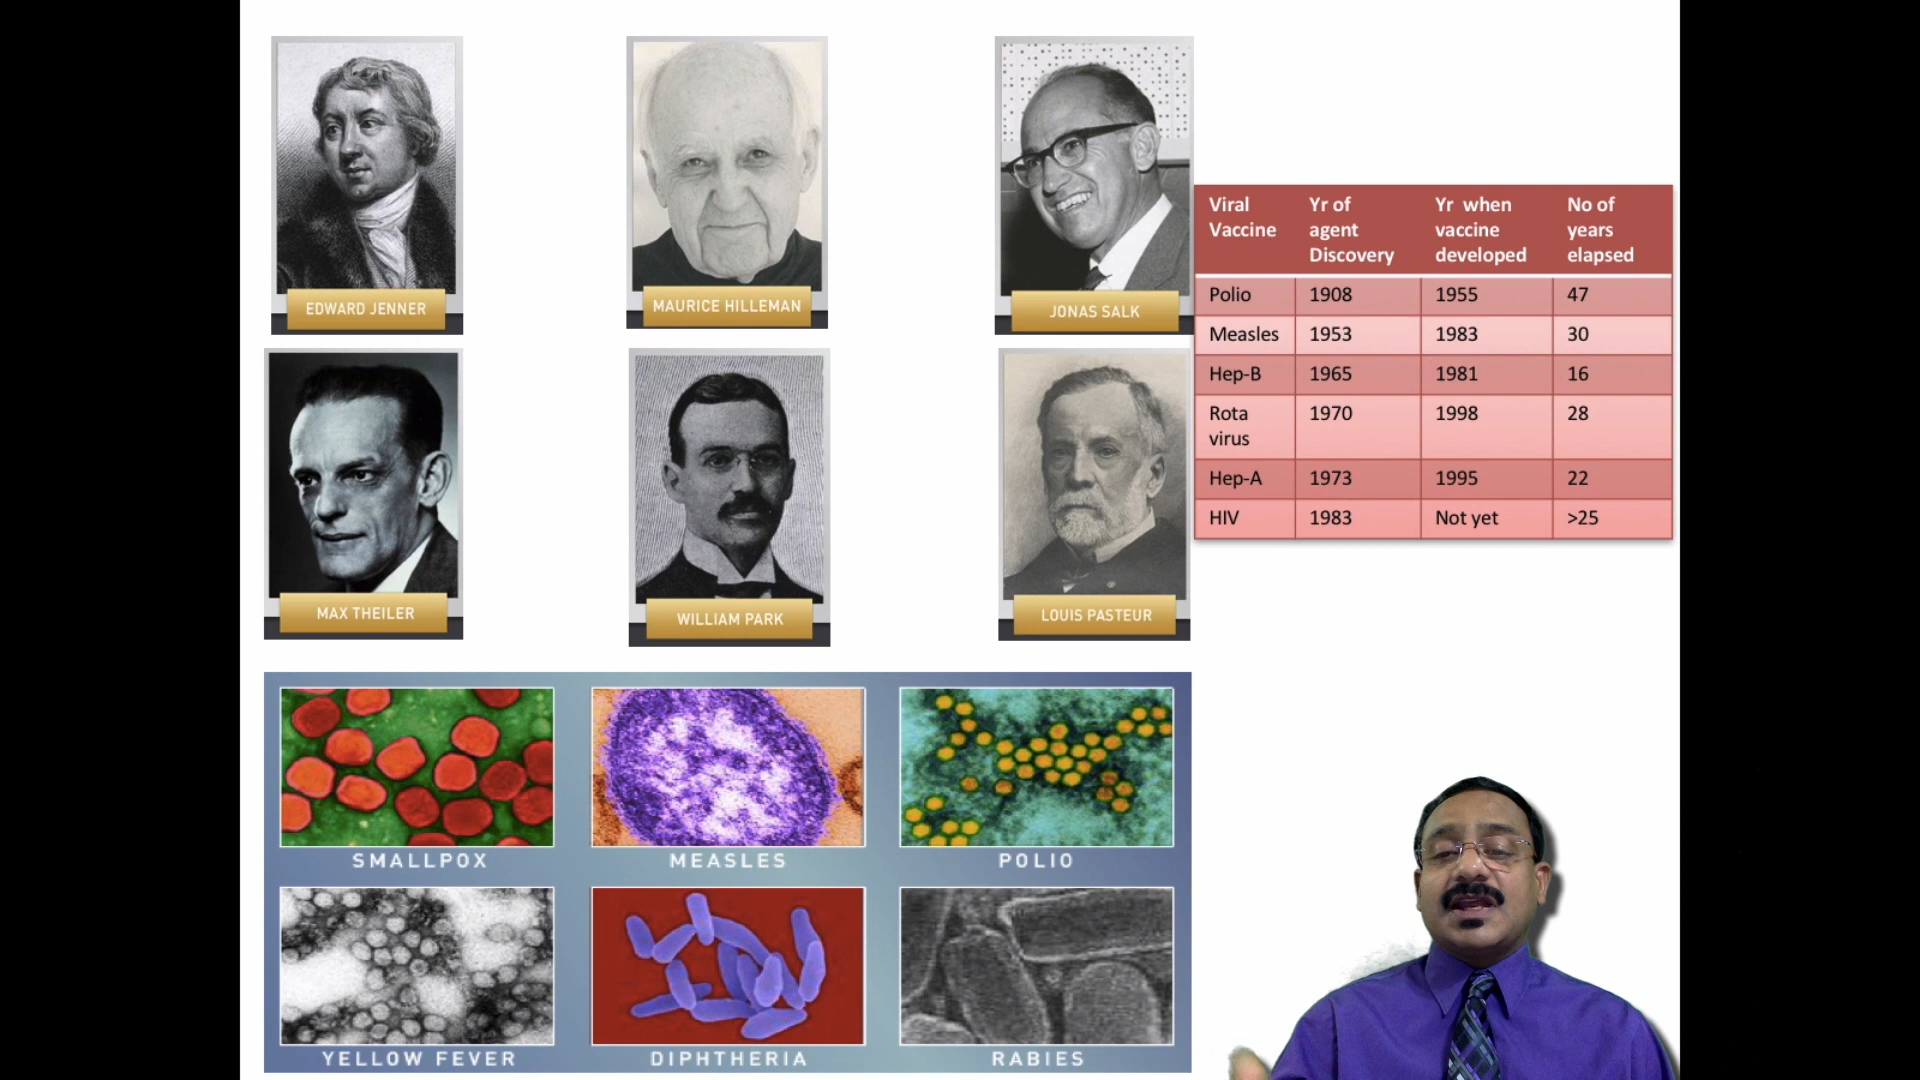 EDWARD JENNER
MAURICE HILLEMAN
JONAS SALK
MAX THEILER
WILLIAM PARK
LOUIS PASTEUR
Viral Vaccine Yr of agent Discovery Yr when vaccine developed No of years elapsed
Polio 1908 1955 47
Measles 1953 1983 30
Hep-B 1965 1981 16
Rota virus 1970 1998 28
Hep-A 1973 1995 22
HIV 1983 Not yet >25
SMALLPOX
MEASLES
POLIO
YELLOW FEVER
DIPHTHERIA
RABIES